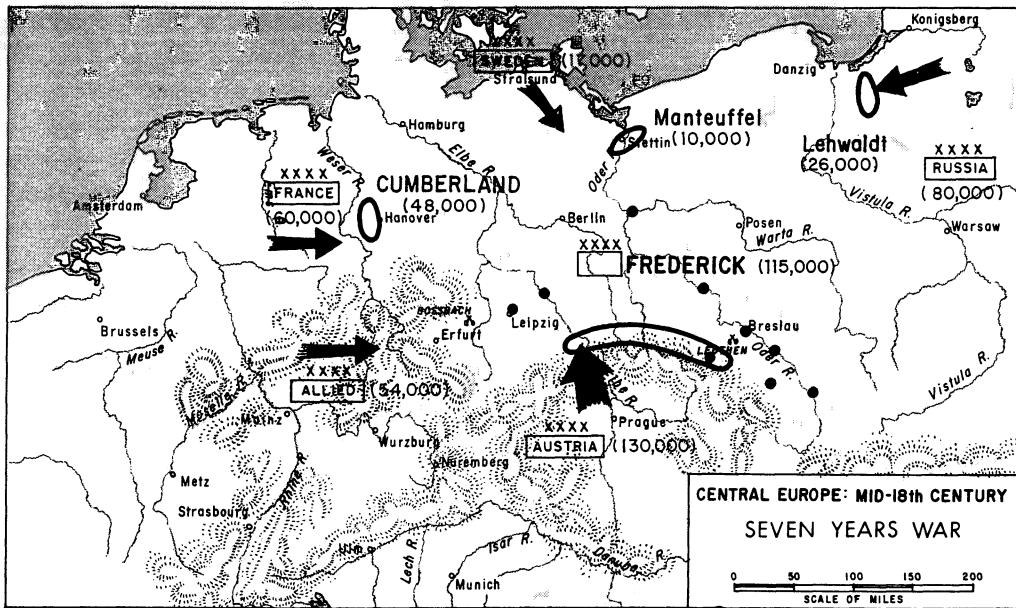 Konigsberg
XXXX
SWEDEN (17,000)
Stralsund
Danzig
Hamburg
Elbe R.
Stettin
Manteuffel
(10,000)
Lehwaldt
(26,000)
XXXX
RUSSIA
(80,000)
Weser R.
Oder
XXXX
FRANCE
(60,000)
CUMBERLAND
(48,000)
Hanover
Amsterdam
Berlin
Posen
Warta R.
Vistula R.
Warsaw
XXXX
FREDERICK (115,000)
Brussels
Meuse R.
ROSSBACH
Erfurt
Leipzig
LEUTHEN
Breslau
Oder R.
Vistula R.
XXXX
ALLIED (54,000)
Mainz
Wurzburg
Nuremberg
Prague
XXXX
AUSTRIA (130,000)
Metz
Rhine R.
Strasbourg
Ulm
Lech R.
Isar R.
Danube R.
Munich
CENTRAL EUROPE: MID-18th CENTURY
SEVEN YEARS WAR
0 50 100 150 200
SCALE OF MILES